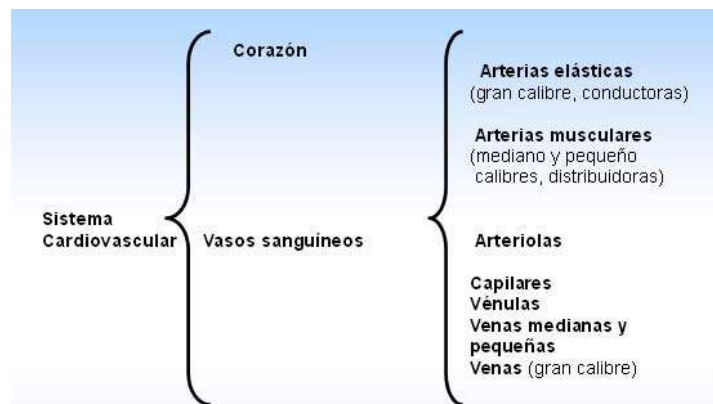 Corazón
Sistema
Cardiovascular
Vasos sanguíneos
Arterias elásticas
(gran calibre, conductoras)
Arterias musculares
(mediano y pequeño
calibres, distribuidoras)
Arteriolas
Capilares
Vénulas
Venas medianas y
pequeñas
Venas (gran calibre)